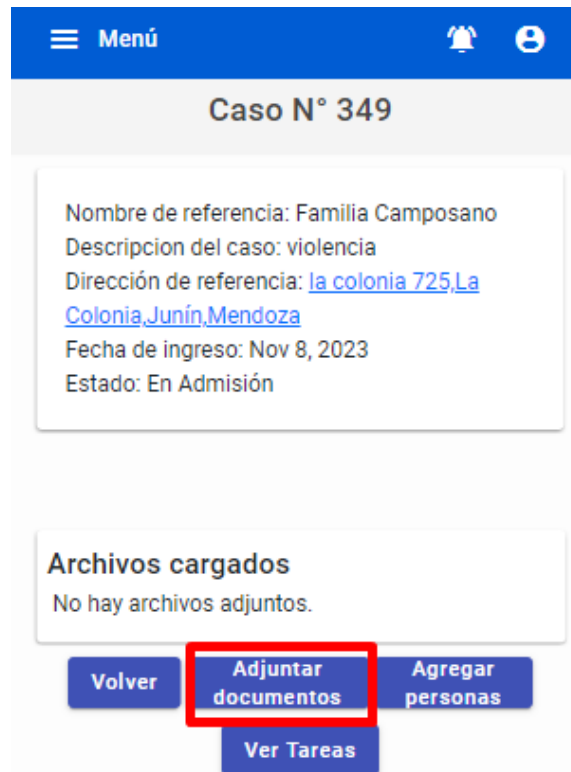 Menú
Caso N° 349
Nombre de referencia: Familia Camposano
Descripcion del caso: violencia
Dirección de referencia: la colonia 725,La
Colonia,Junín,Mendoza
Fecha de ingreso: Nov 8, 2023
Estado: En Admisión
Archivos cargados
No hay archivos adjuntos.
Volver
Adjuntar
documentos
Agregar
personas
Ver Tareas